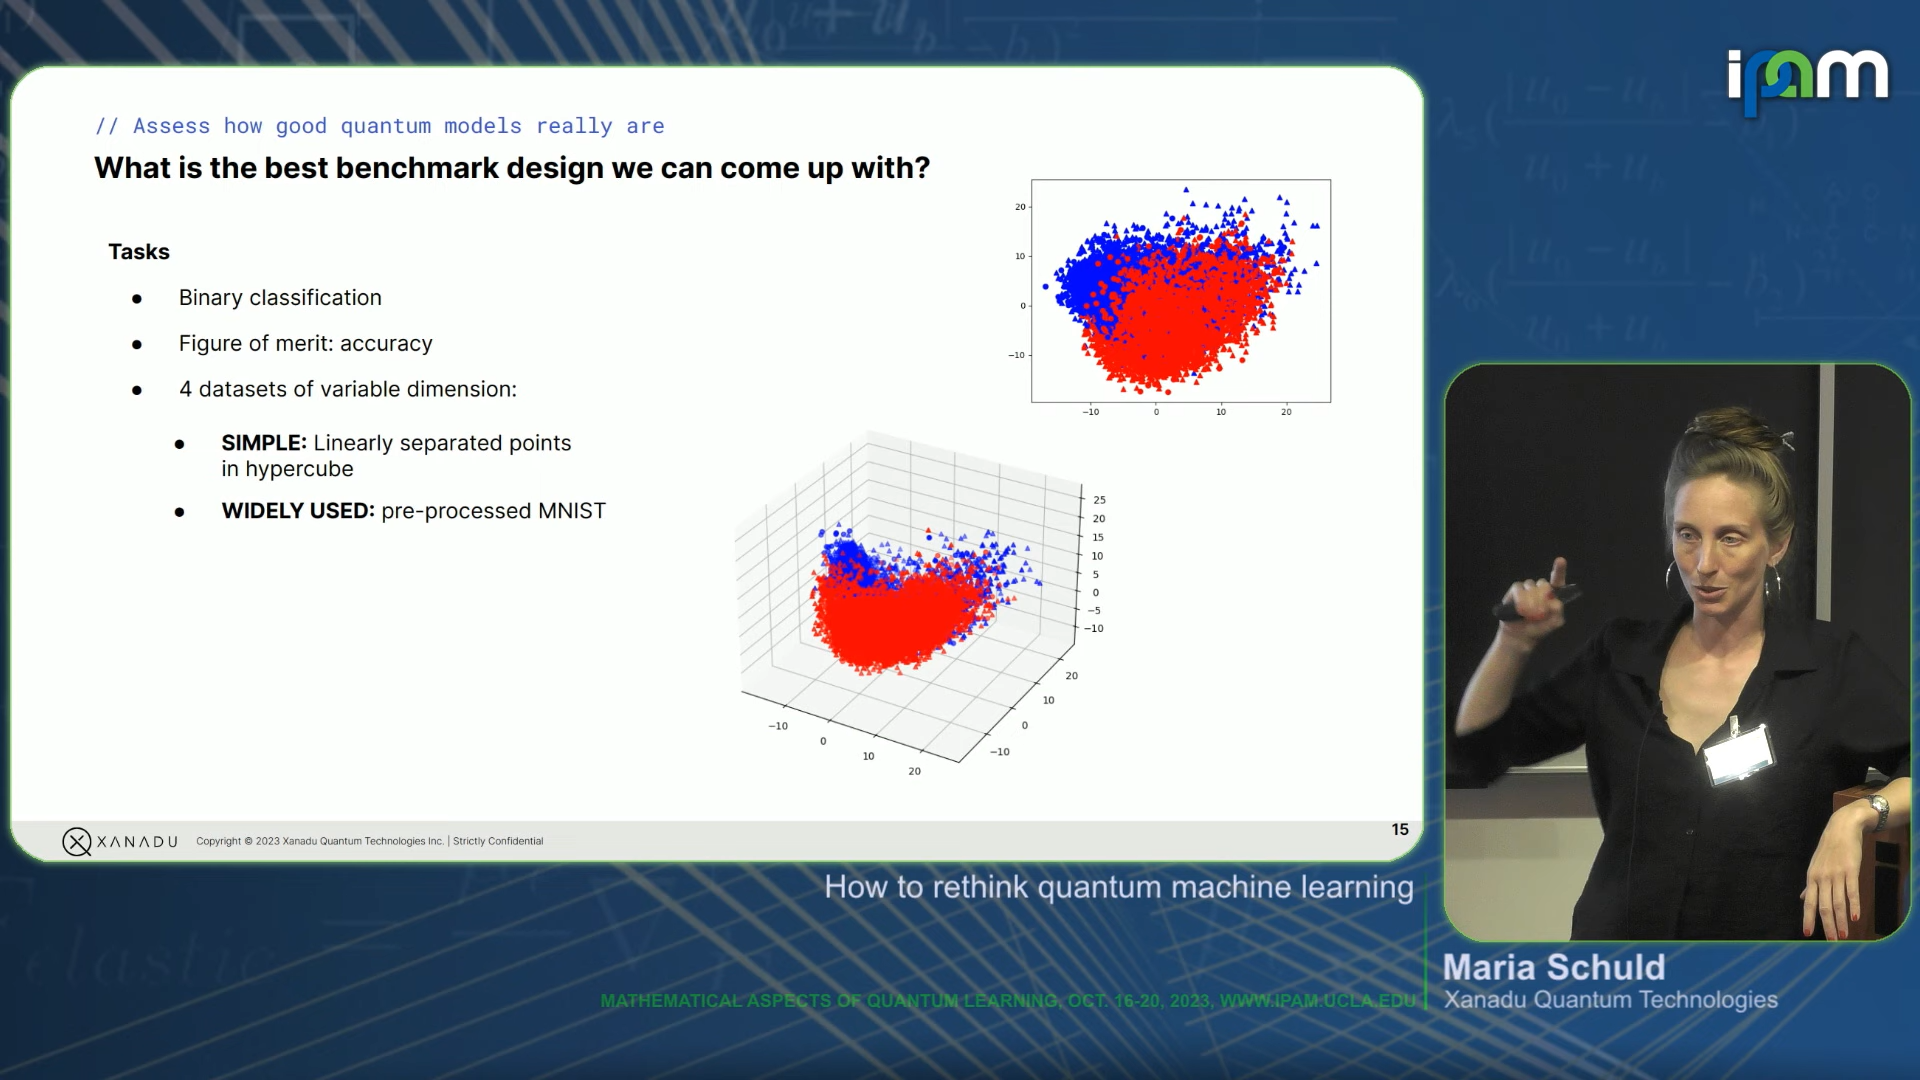 ipam
// Assess how good quantum models really are
What is the best benchmark design we can come up with?
Tasks
● Binary classification
● Figure of merit: accuracy
● 4 datasets of variable dimension:
● SIMPLE: Linearly separated points
in hypercube
● WIDELY USED: pre-processed MNIST
20
10
0
−10
−10 0 10 20
25
20
15
10
5
0
−5
−10
20
10
0
−10
−10
0
10
20
XANADU Copyright © 2023 Xanadu Quantum Technologies Inc. | Strictly Confidential
15
How to rethink quantum machine learning
Maria Schuld
Xanadu Quantum Technologies
MATHEMATICAL ASPECTS OF QUANTUM LEARNING, OCT. 16-20, 2023, WWW.IPAM.UCLA.EDU